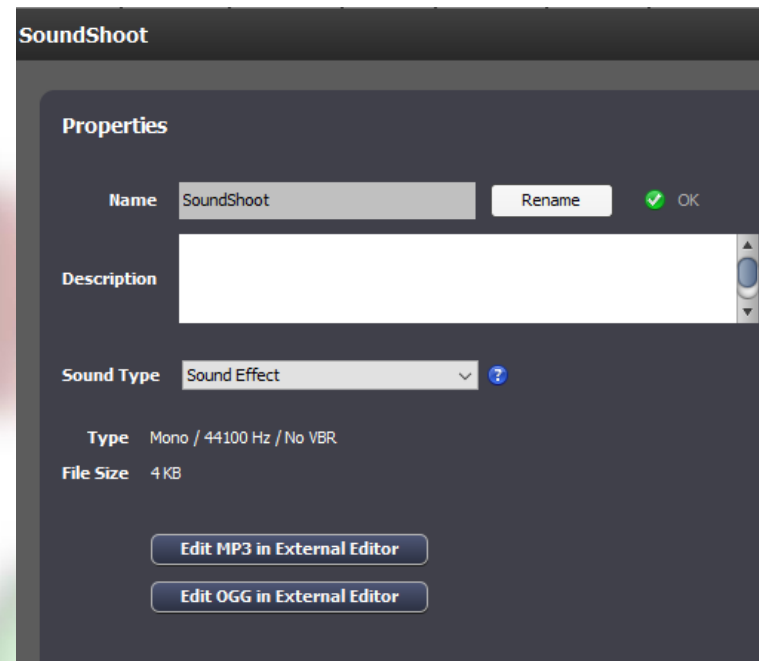 SoundShoot
Properties
Name SoundShoot Rename OK
Description
Sound Type Sound Effect ?
Type Mono / 44100 Hz / No VBR
File Size 4 KB
Edit MP3 in External Editor
Edit OGG in External Editor